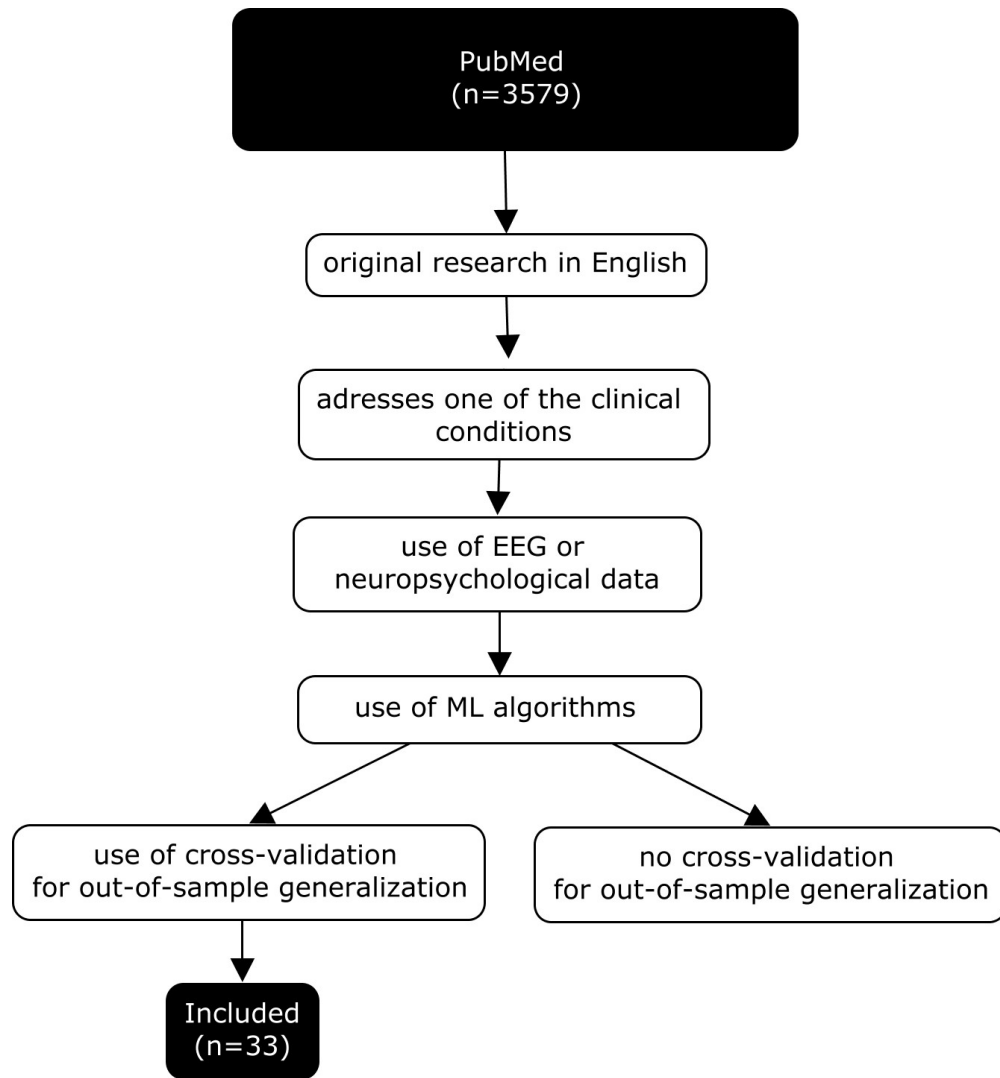 PubMed
(n=3579)
original research in English
adresses one of the clinical
conditions
use of EEG or
neuropsychological data
use of ML algorithms
use of cross-validation
for out-of-sample generalization
no cross-validation
for out-of-sample generalization
Included
(n=33)